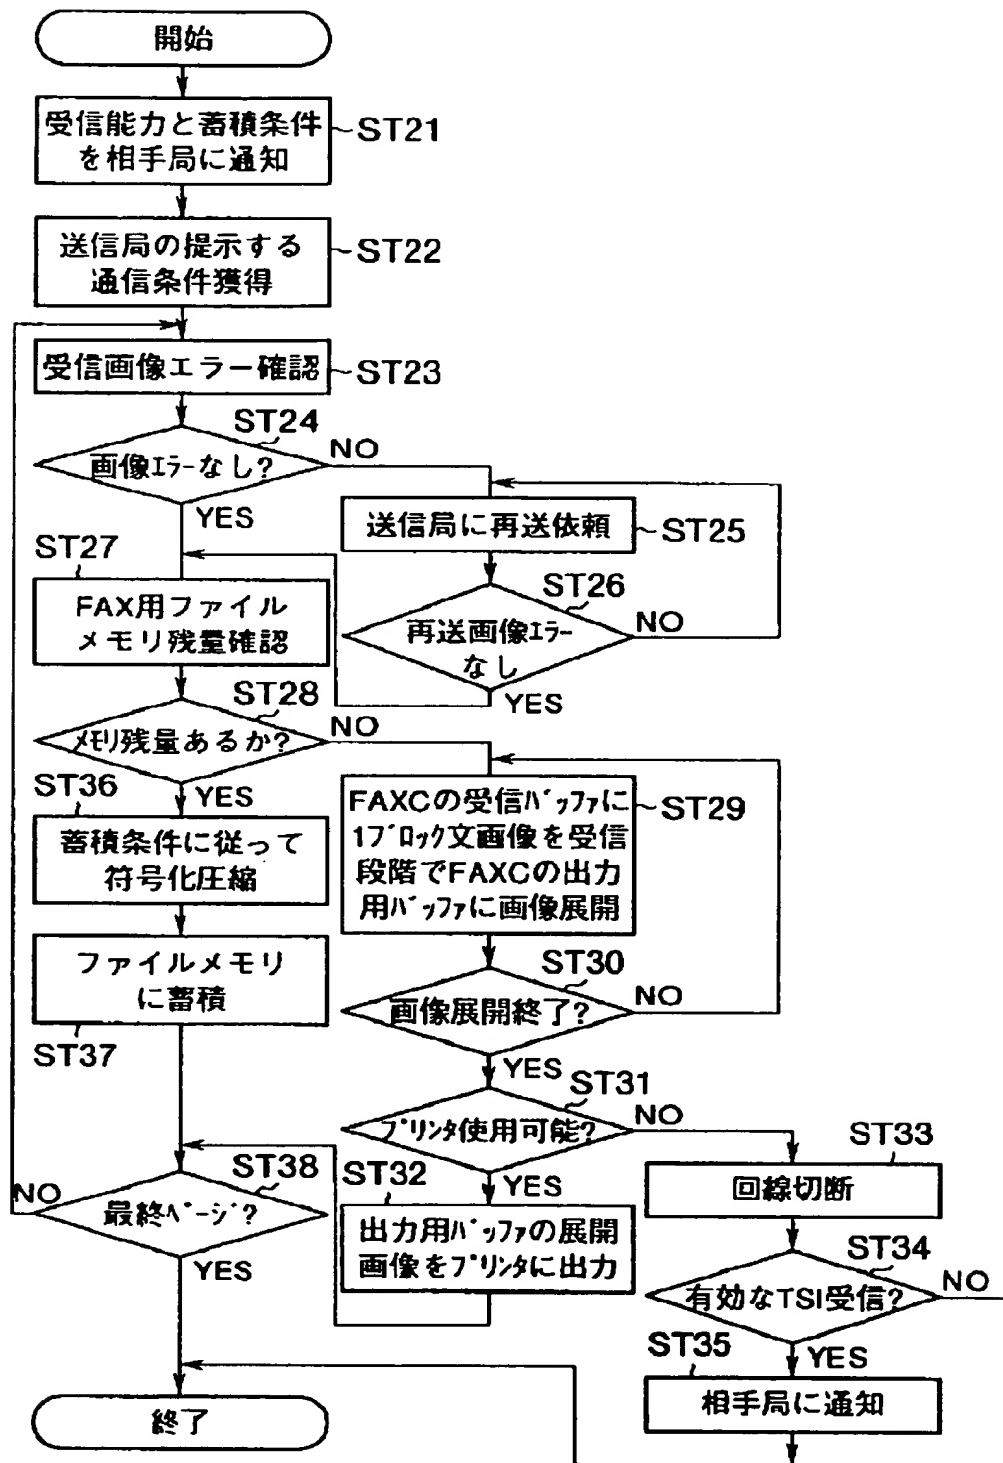 開始
受信能力と蓄積条件
を相手局に通知
ST21
送信局の提示する
通信条件獲得
ST22
受信画像エラー確認
ST23
ST24
画像エラーなし?
NO
YES
送信局に再送依頼
ST25
ST26
再送画像エラー
なし
NO
YES
ST27
FAX用ファイル
メモリ残量確認
ST28
メモリ残量あるか?
NO
YES
FAXCの受信バッファに
1ブロック文画像を受信
段階でFAXCの出力
用バッファに画像展開
ST29
ST36
蓄積条件に従って
符号化圧縮
ファイルメモリ
に蓄積
ST37
ST30
画像展開終了?
NO
YES
ST31
プリンタ使用可能?
NO
YES
ST32
出力用バッファの展開
画像をプリンタに出力
ST33
回線切断
ST34
有効なTSI受信?
NO
YES
ST35
相手局に通知
ST38
最終ページ?
NO
YES
終了